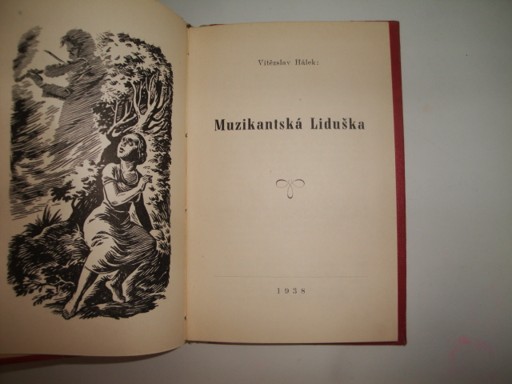 Vítězslav Hálek:
Muzikantská Liduška
1938